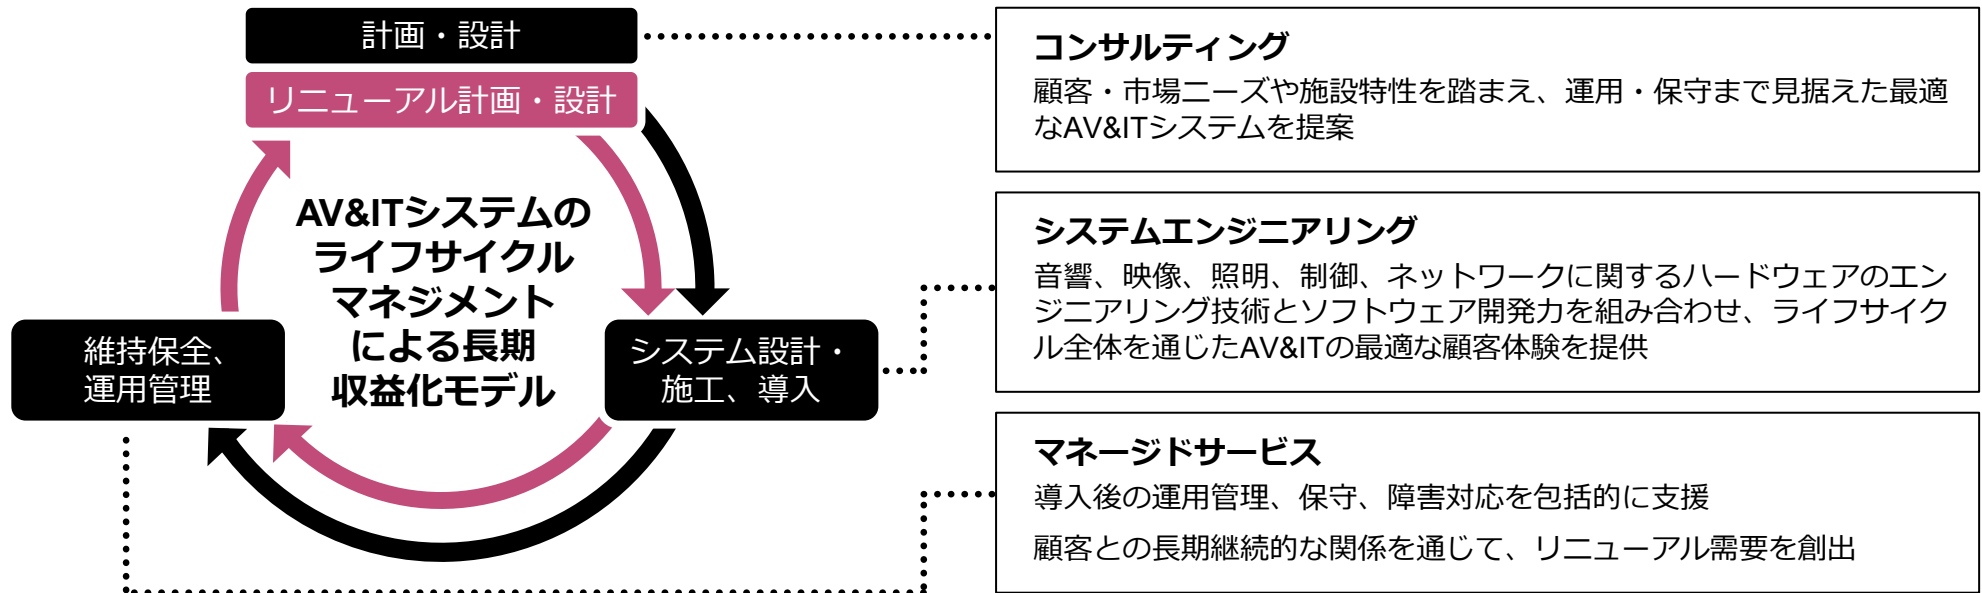 計画・設計
リニューアル計画・設計
AV&ITシステムの
ライフサイクル
マネジメント
による長期
収益化モデル
維持保全、
運用管理
システム設計・
施工、導入
コンサルティング
顧客・市場ニーズや施設特性を踏まえ、運用・保守まで見据えた最適
なAV&ITシステムを提案
システムエンジニアリング
音響、映像、照明、制御、ネットワークに関するハードウェアのエン
ジニアリング技術とソフトウェア開発力を組み合わせ、ライフサイク
ル全体を通じたAV&ITの最適な顧客体験を提供
マネージドサービス
導入後の運用管理、保守、障害対応を包括的に支援
顧客との長期継続的な関係を通じて、リニューアル需要を創出